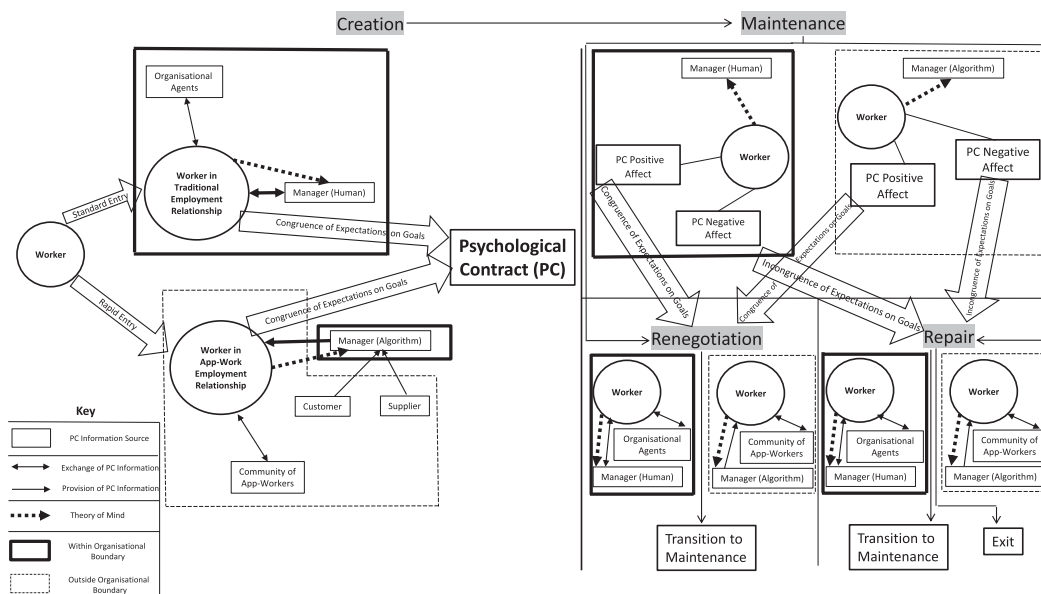 Creation
Maintenance
Organisational
Agents
Worker in
Traditional
Employment
Relationship
Manager (Human)
Standard Entry
Worker
Rapid Entry
Congruence of Expectations on Goals
Psychological
Contract (PC)
Congruence of Expectations on Goals
Worker in
App-Work
Employment
Relationship
Manager (Algorithm)
Customer
Supplier
Community of
App-Workers
Key
PC Information Source
Exchange of PC Information
Provision of PC Information
Theory of Mind
Within Organisational
Boundary
Outside Organisational
Boundary
Manager (Human)
Worker
PC Positive
Affect
PC Negative
Affect
Manager (Algorithm)
Worker
PC Positive
Affect
PC Negative
Affect
Congruence of Expectations on Goals
Congruence of Expectations on Goals
Incongruence of Expectations on Goals
Incongruence of Expectations on Goals
Renegotiation
Repair
Worker
Organisational
Agents
Manager (Human)
Worker
Community of
App-Workers
Manager (Algorithm)
Worker
Organisational
Agents
Manager (Human)
Worker
Community of
App-Workers
Manager (Algorithm)
Transition to
Maintenance
Transition to
Maintenance
Exit